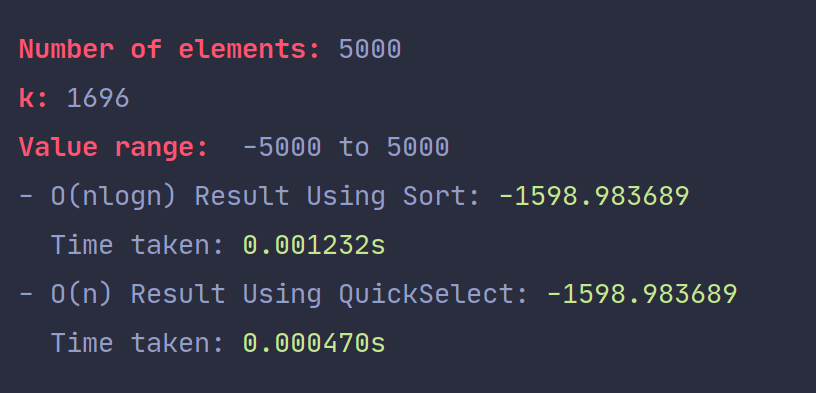 Number of elements: 5000
k: 1696
Value range:  -5000 to 5000
- O(nlogn) Result Using Sort: -1598.983689
  Time taken: 0.001232s
- O(n) Result Using QuickSelect: -1598.983689
  Time taken: 0.000470s